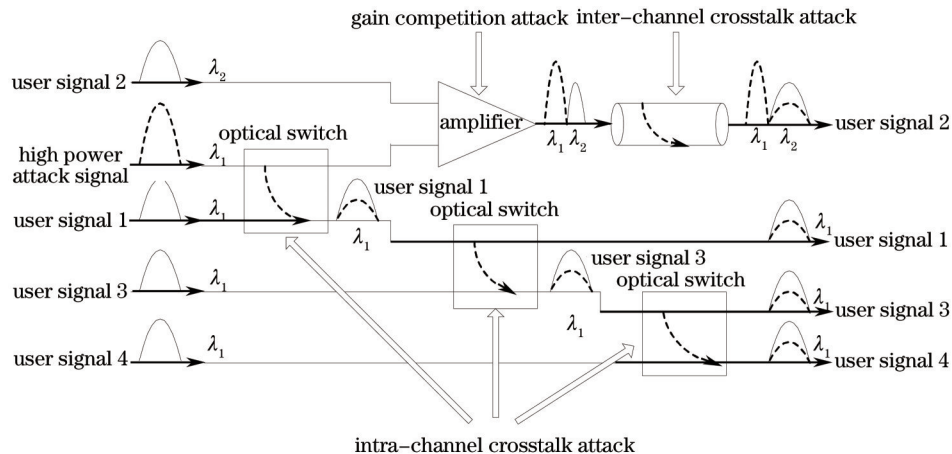 gain competition attack
inter-channel crosstalk attack
user signal 2
λ2
amplifier
λ1 λ2
λ1 λ2
user signal 2
high power
attack signal
λ1
optical switch
user signal 1
λ1
λ1
user signal 1
optical switch
λ1
user signal 1
user signal 3
λ1
user signal 3
λ1
optical switch
λ1
user signal 3
user signal 4
λ1
λ1
user signal 4
intra-channel crosstalk attack